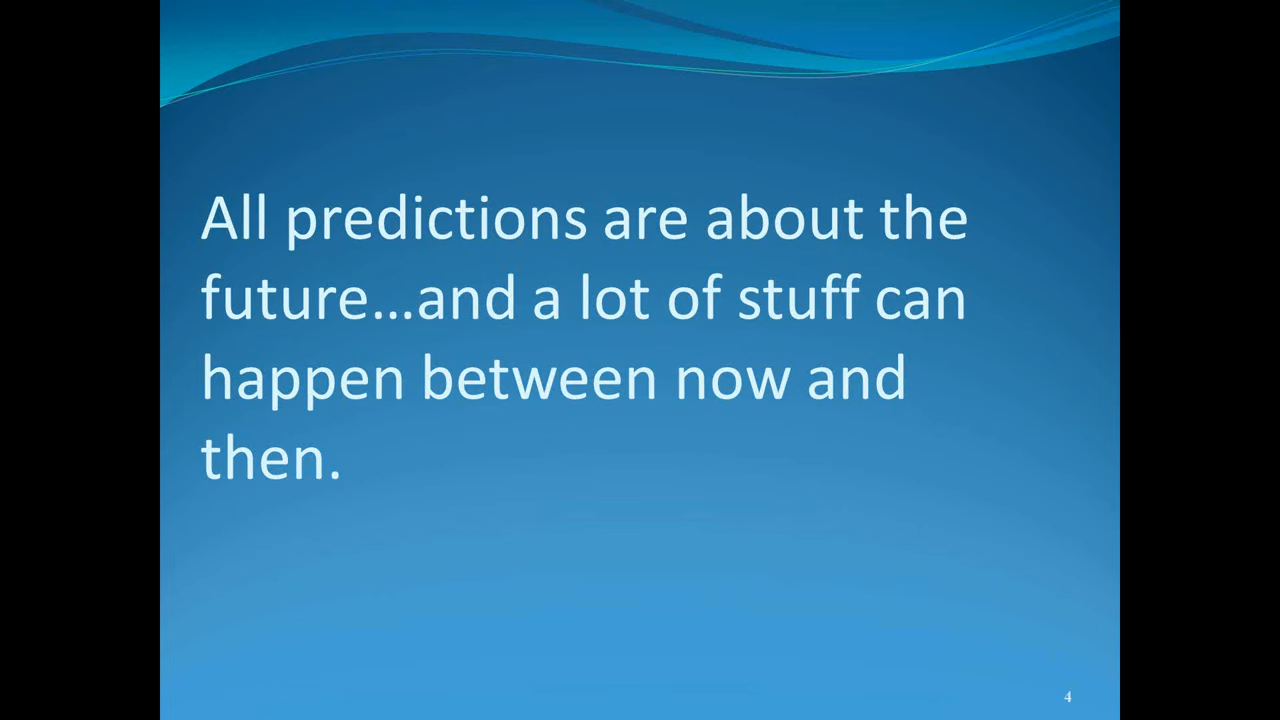 All predictions are about the
future…and a lot of stuff can
happen between now and
then.
4